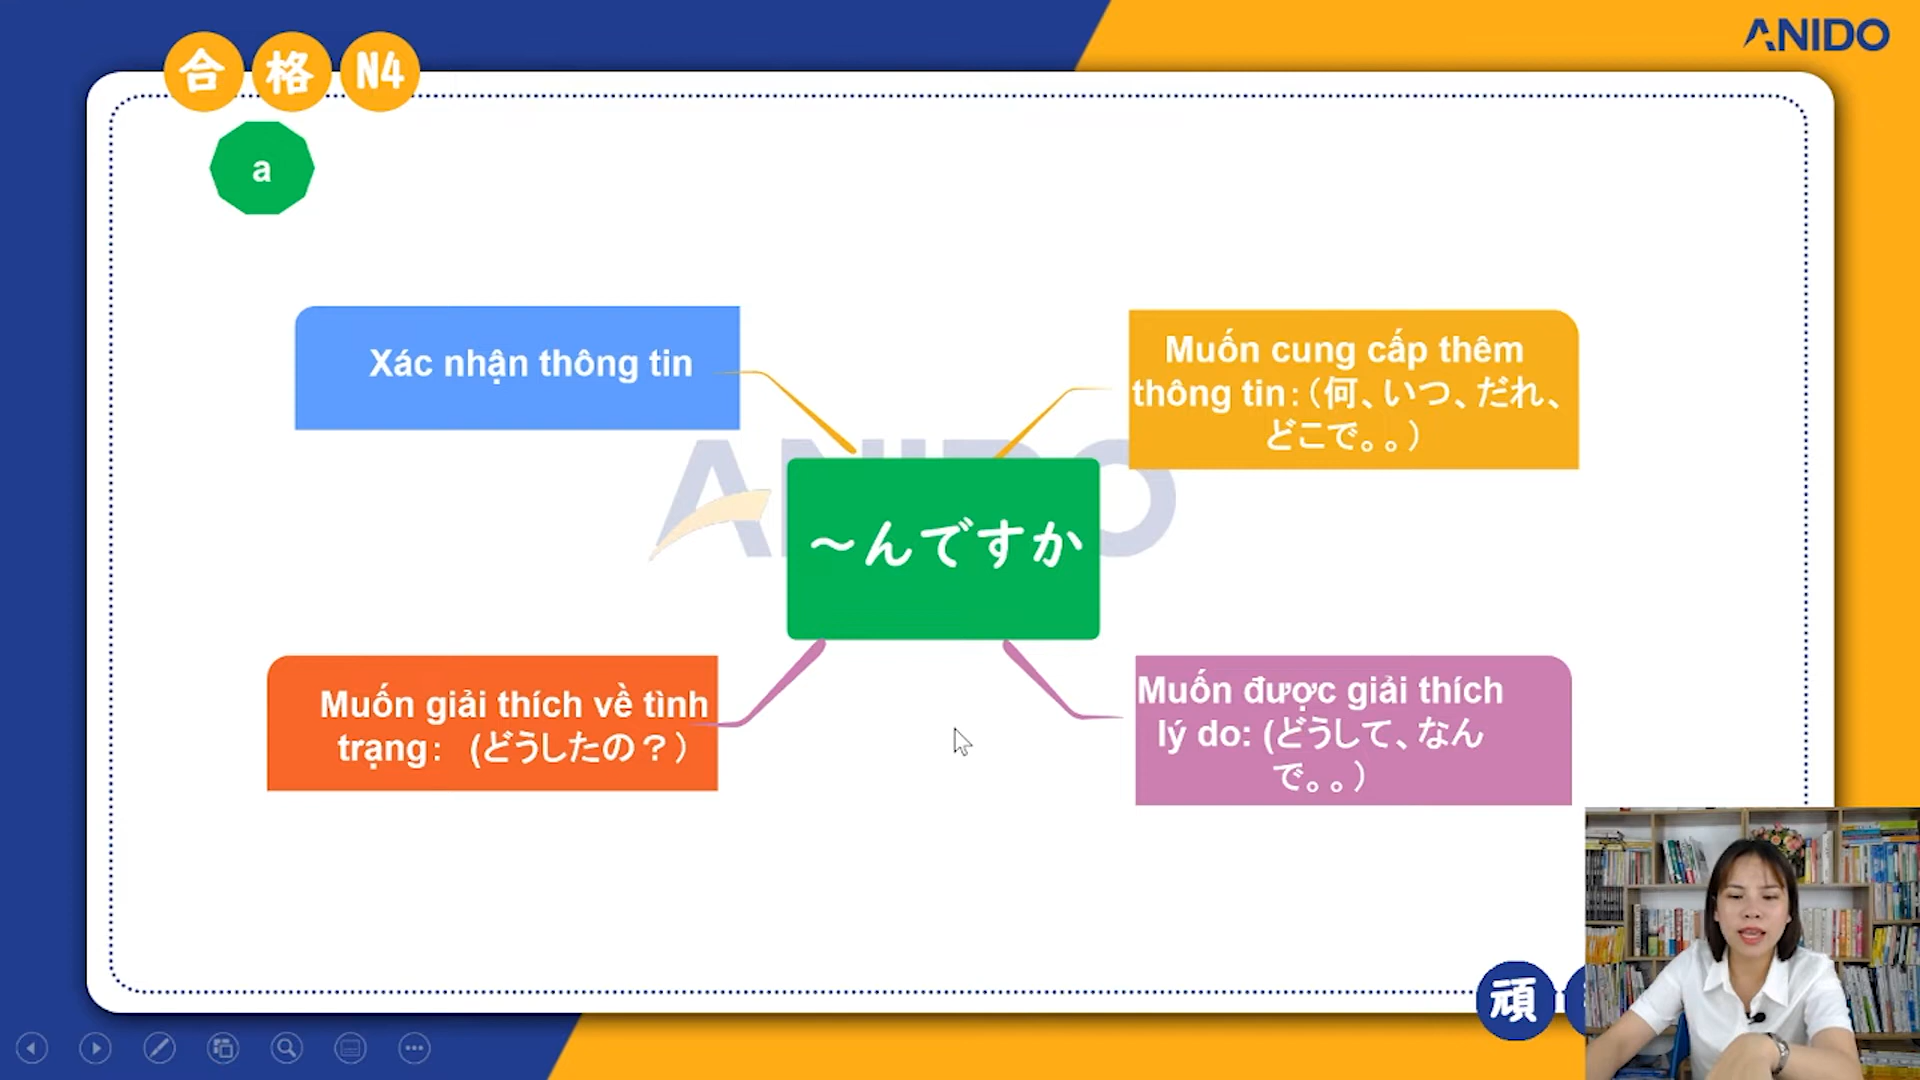 ANIDO
合格N4
a
Xác nhận thông tin
Muốn cung cấp thêm
thông tin:(何、いつ、だれ、
どこで。。)
~んですか
Muốn giải thích về tình
trạng: (どうしたの?)
Muốn được giải thích
lý do: (どうして、なん
で。。)
頑